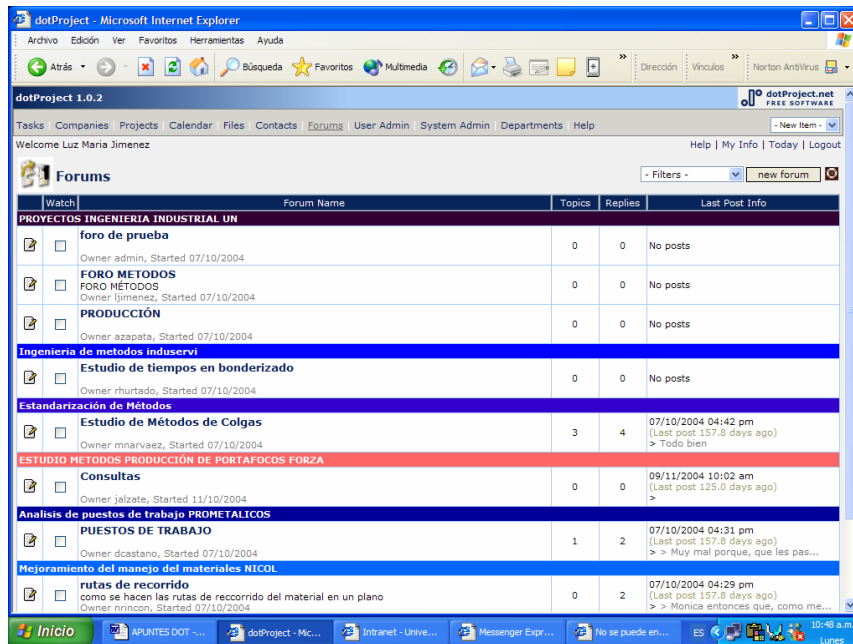 dotProject - Microsoft Internet Explorer
Archivo Edición Ver Favoritos Herramientas Ayuda
Atrás Búsqueda Favoritos Multimedia » Dirección Vínculos » Norton AntiVirus
dotProject 1.0.2
dotProject.net
FREE SOFTWARE
Tasks | Companies | Projects | Calendar | Files | Contacts | Forums | User Admin | System Admin | Departments | Help
- New Item -
Welcome Luz Maria Jimenez
Help | My Info | Today | Logout
Forums
- Filters -
new forum
Watch Forum Name Topics Replies Last Post Info
PROYECTOS INGENIERIA INDUSTRIAL UN
foro de prueba
0 0 No posts
Owner admin, Started 07/10/2004
FORO METODOS
FORO MÉTODOS 0 0 No posts
Owner ljimenez, Started 07/10/2004
PRODUCCIÓN
0 0 No posts
Owner azapata, Started 07/10/2004
Ingenieria de metodos induservi
Estudio de tiempos en bonderizado
0 0 No posts
Owner rhurtado, Started 07/10/2004
Estandarización de Métodos
Estudio de Métodos de Colgas 07/10/2004 04:42 pm
3 4 (Last post 157.8 days ago)
Owner mnarvaez, Started 07/10/2004 > Todo bien
ESTUDIO METODOS PRODUCCIÓN DE PORTAFOCOS FORZA
Consultas 09/11/2004 10:02 am
0 0 (Last post 125.0 days ago)
Owner jalzate, Started 11/10/2004 >
Analisis de puestos de trabajo PROMETALICOS
PUESTOS DE TRABAJO 07/10/2004 04:31 pm
1 2 (Last post 157.8 days ago)
Owner dcastano, Started 07/10/2004 > > Muy mal porque, que les pas...
Mejoramiento del manejo del materiales NICOL
rutas de recorrido 07/10/2004 04:29 pm
como se hacen las rutas de reccorrido del material en un plano 0 2 (Last post 157.8 days ago)
Owner nrincon, Started 07/10/2004 > > Monica entonces que, como me...
Inicio APUNTES DOT -... dotProject - Mic... Intranet - Unive... Messenger Expr... No se puede en... ES 10:48 a.m.
Lunes